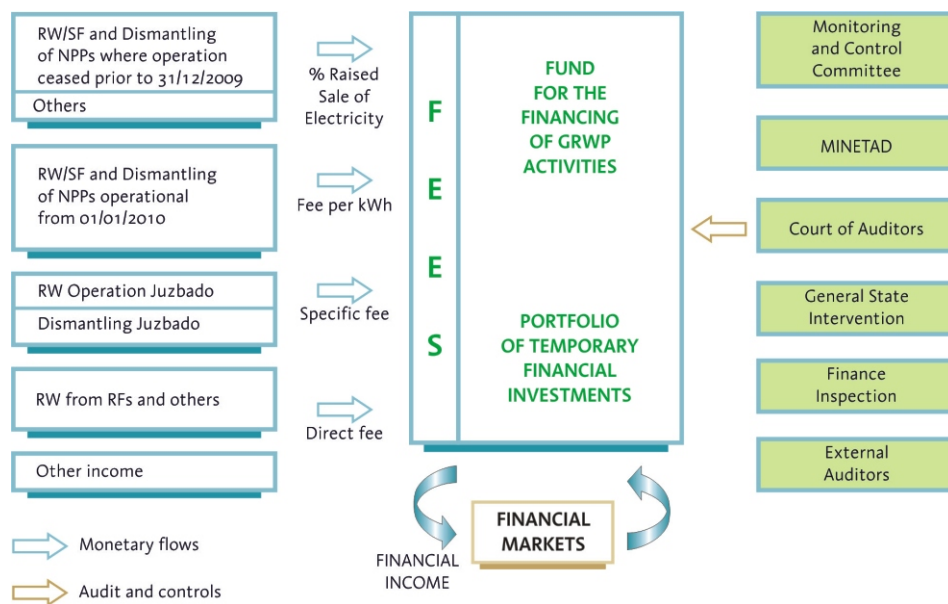 RW/SF and Dismantling
of NPPs where operation
ceased prior to 31/12/2009
Others
RW/SF and Dismantling
of NPPs operational
from 01/01/2010
RW Operation Juzbado
Dismantling Juzbado
RW from RFs and others
Other income
Monetary flows
Audit and controls
% Raised
Sale of
Electricity
Fee per kWh
Specific fee
Direct fee
F
E
E
S
FUND
FOR THE
FINANCING
OF GRWP
ACTIVITIES
PORTFOLIO
OF TEMPORARY
FINANCIAL
INVESTMENTS
FINANCIAL
INCOME
FINANCIAL
MARKETS
Monitoring
and Control
Committee
MINETAD
Court of Auditors
General State
Intervention
Finance
Inspection
External
Auditors